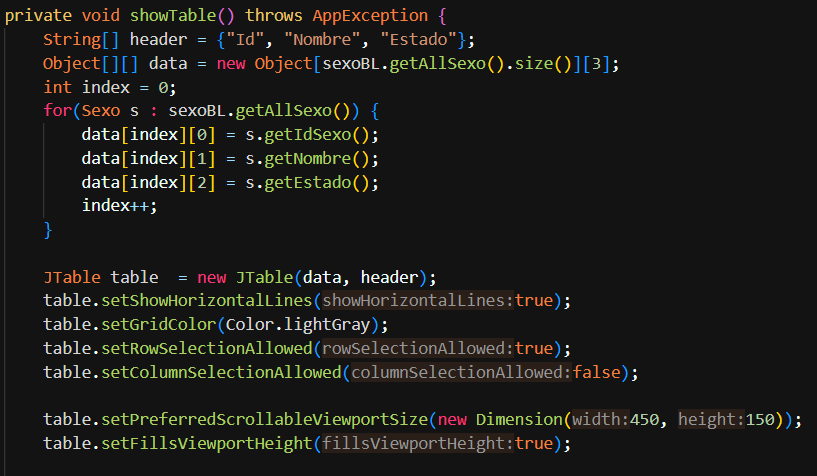 private void showTable() throws AppException {
String[] header = {"Id", "Nombre", "Estado"};
Object[][] data = new Object[sexoBL.getAllSexo().size()][3];
int index = 0;
for(Sexo s : sexoBL.getAllSexo()) {
data[index][0] = s.getIdSexo();
data[index][1] = s.getNombre();
data[index][2] = s.getEstado();
index++;
}
JTable table  = new JTable(data, header);
table.setShowHorizontalLines(showHorizontalLines:true);
table.setGridColor(Color.lightGray);
table.setRowSelectionAllowed(rowSelectionAllowed:true);
table.setColumnSelectionAllowed(columnSelectionAllowed:false);
table.setPreferredScrollableViewportSize(new Dimension(width:450, height:150));
table.setFillsViewportHeight(fillsViewportHeight:true);